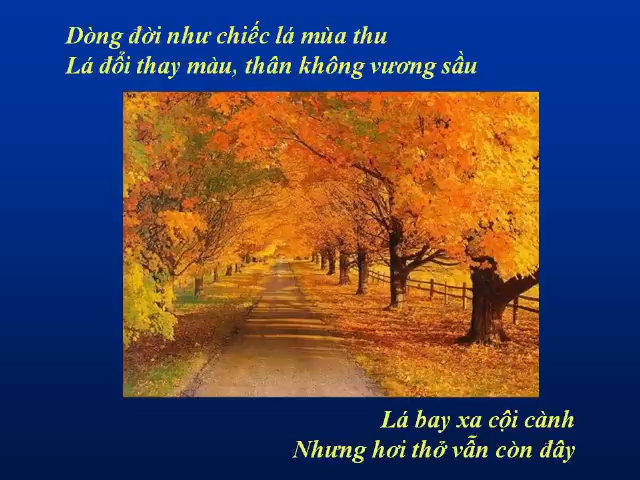 Dòng đời như chiếc lá mùa thu
Lá đổi thay màu, thân không vương sầu
Lá bay xa cội cành
Nhưng hơi thở vẫn còn đây